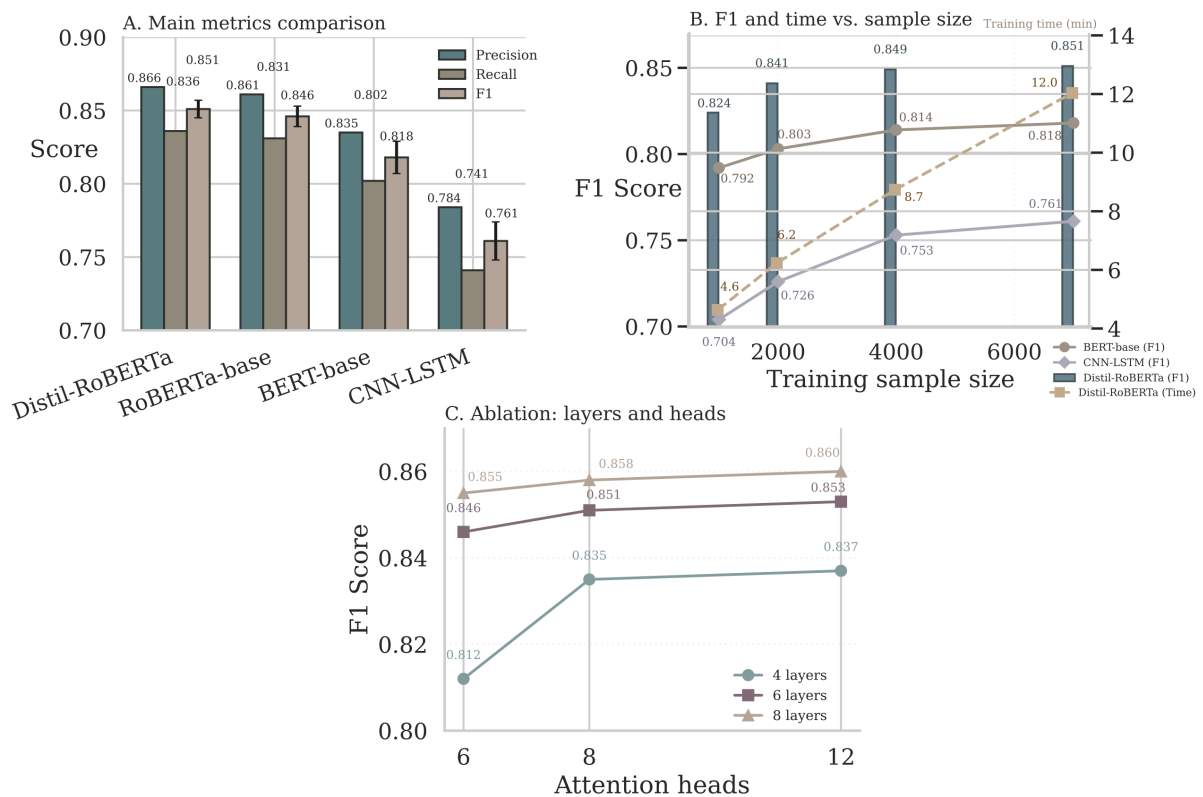 A. Main metrics comparison
0.90
0.85
Score
0.80
0.75
0.70
0.866
0.836
0.851
0.861
0.831
0.846
0.835
0.802
0.818
0.784
0.741
0.761
Precision
Recall
F1
Distil-RoBERTa
RoBERTa-base
BERT-base
CNN-LSTM
B. F1 and time vs. sample size
Training time (min)
0.85
0.80
F1 Score
0.75
0.70
14
12
10
8
6
4
0.824
0.841
0.849
0.851
12.0
0.792
0.803
0.814
0.818
8.7
6.2
4.6
0.761
0.753
0.726
0.704
2000
4000
6000
Training sample size
BERT-base (F1)
CNN-LSTM (F1)
Distil-RoBERTa (F1)
Distil-RoBERTa (Time)
C. Ablation: layers and heads
0.86
0.84
F1 Score
0.82
0.80
0.855
0.858
0.860
0.846
0.851
0.853
0.812
0.835
0.837
4 layers
6 layers
8 layers
6
8
12
Attention heads